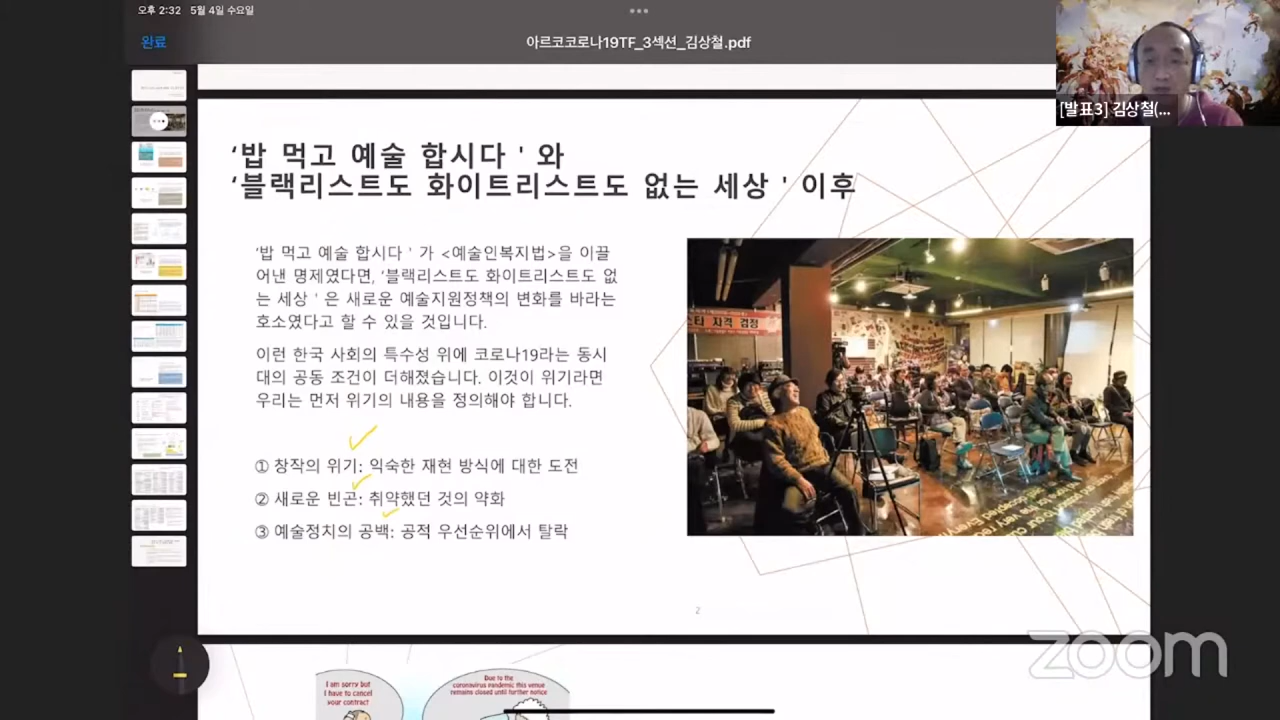 오후 2:32 5월 4일 수요일
완료
아르코코로나19TF_3섹션_김상철.pdf
[발표3] 김상철(...
‘밥 먹고 예술 합시다 ' 와
‘블랙리스트도 화이트리스트도 없는 세상 ' 이후
‘밥 먹고 예술 합시다 ' 가 <예술인복지법>을 이끌
어낸 명제였다면, ‘블랙리스트도 화이트리스트도 없
는 세상 ' 은 새로운 예술지원정책의 변화를 바라는
호소였다고 할 수 있을 것입니다.
이런 한국 사회의 특수성 위에 코로나19라는 동시
대의 공동 조건이 더해졌습니다. 이것이 위기라면
우리는 먼저 위기의 내용을 정의해야 합니다.
① 창작의 위기: 익숙한 재현 방식에 대한 도전
② 새로운 빈곤: 취약했던 것의 약화
③ 예술정치의 공백: 공적 우선순위에서 탈락
스티 자격 검정
2
zoom
I am sorry but
I have to cancel
your contract
Due to the
coronavirus pandemic this venue
remains closed until further notice